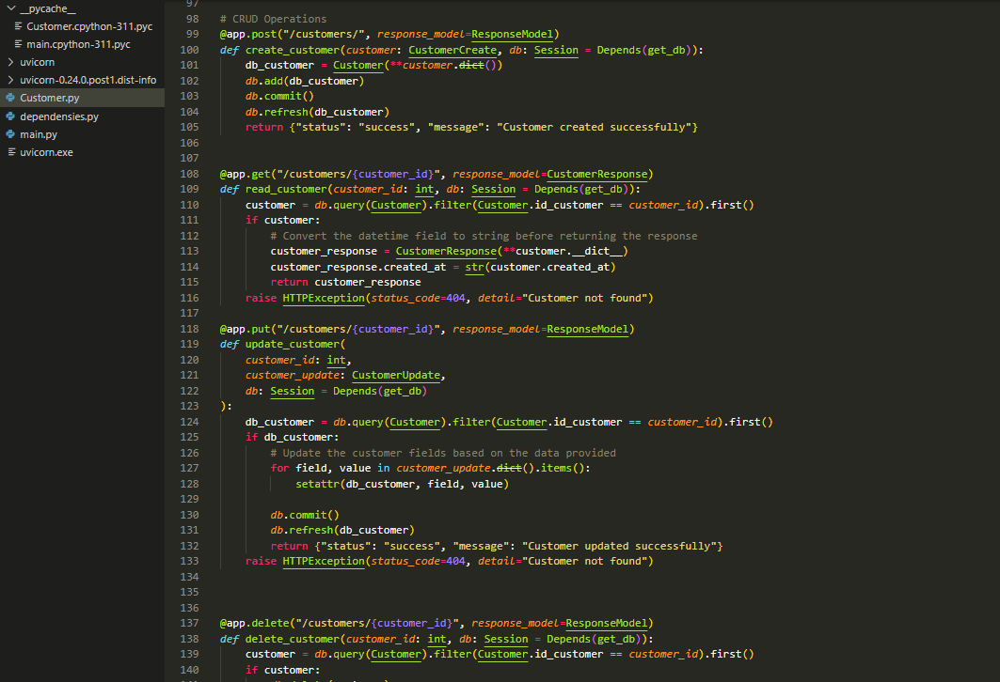 __pycache__
Customer.cpython-311.pyc
main.cpython-311.pyc
uvicorn
uvicorn-0.24.0.post1.dist-info
Customer.py
dependensies.py
main.py
uvicorn.exe
97
98 # CRUD Operations
99 @app.post("/customers/", response_model=ResponseModel)
100 def create_customer(customer: CustomerCreate, db: Session = Depends(get_db)):
101     db_customer = Customer(**customer.dict())
102     db.add(db_customer)
103     db.commit()
104     db.refresh(db_customer)
105     return {"status": "success", "message": "Customer created successfully"}
106
107
108 @app.get("/customers/{customer_id}", response_model=CustomerResponse)
109 def read_customer(customer_id: int, db: Session = Depends(get_db)):
110     customer = db.query(Customer).filter(Customer.id_customer == customer_id).first()
111     if customer:
112         # Convert the datetime field to string before returning the response
113         customer_response = CustomerResponse(**customer.__dict__)
114         customer_response.created_at = str(customer.created_at)
115         return customer_response
116     raise HTTPException(status_code=404, detail="Customer not found")
117
118 @app.put("/customers/{customer_id}", response_model=ResponseModel)
119 def update_customer(
120     customer_id: int,
121     customer_update: CustomerUpdate,
122     db: Session = Depends(get_db)
123 ):
124     db_customer = db.query(Customer).filter(Customer.id_customer == customer_id).first()
125     if db_customer:
126         # Update the customer fields based on the data provided
127         for field, value in customer_update.dict().items():
128             setattr(db_customer, field, value)
129
130         db.commit()
131         db.refresh(db_customer)
132         return {"status": "success", "message": "Customer updated successfully"}
133     raise HTTPException(status_code=404, detail="Customer not found")
134
135
136
137 @app.delete("/customers/{customer_id}", response_model=ResponseModel)
138 def delete_customer(customer_id: int, db: Session = Depends(get_db)):
139     customer = db.query(Customer).filter(Customer.id_customer == customer_id).first()
140     if customer: